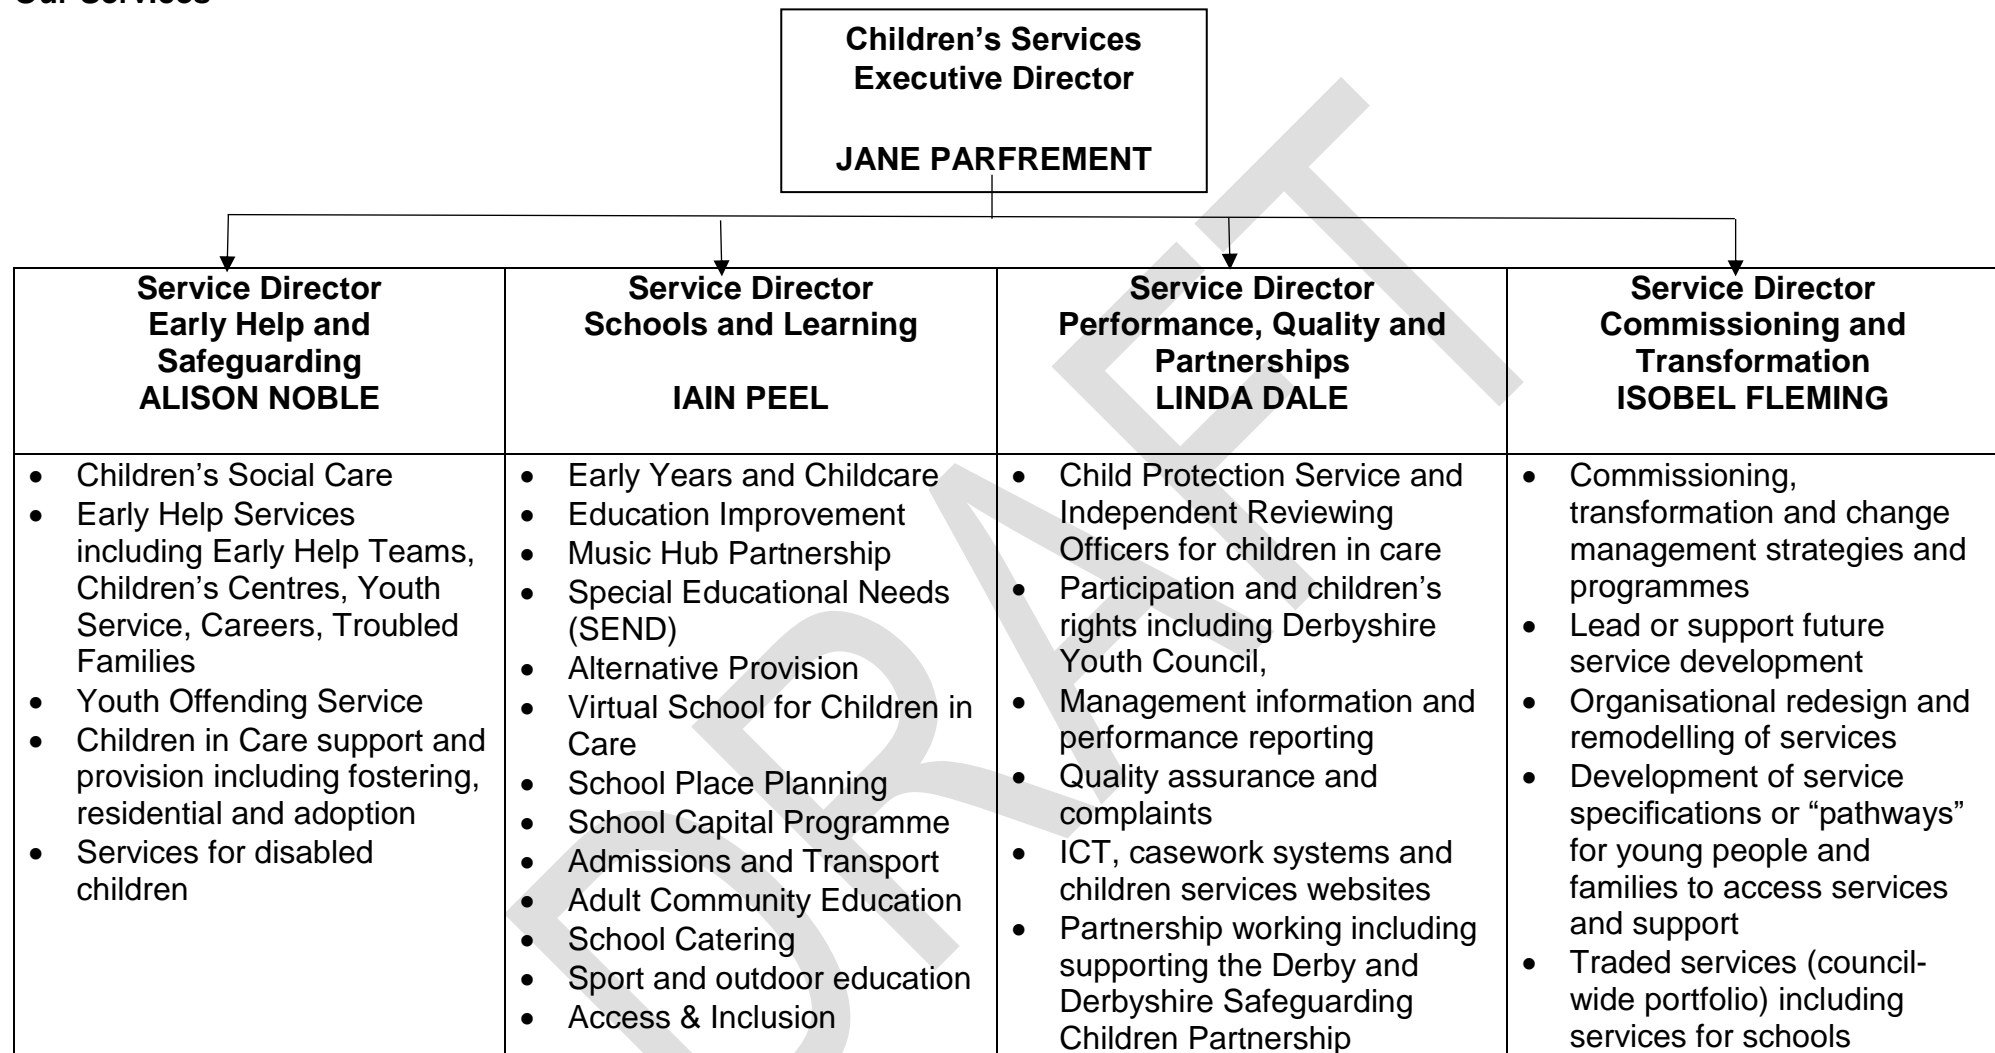 Our Services
Children’s Services
Executive Director
JANE PARFREMENT
Service Director
Early Help and
Safeguarding
ALISON NOBLE
Service Director
Schools and Learning
IAIN PEEL
Service Director
Performance, Quality and
Partnerships
LINDA DALE
Service Director
Commissioning and
Transformation
ISOBEL FLEMING
• Children’s Social Care
• Early Help Services
including Early Help Teams,
Children’s Centres, Youth
Service, Careers, Troubled
Families
• Youth Offending Service
• Children in Care support and
provision including fostering,
residential and adoption
• Services for disabled
children
• Early Years and Childcare
• Education Improvement
• Music Hub Partnership
• Special Educational Needs
(SEND)
• Alternative Provision
• Virtual School for Children in
Care
• School Place Planning
• School Capital Programme
• Admissions and Transport
• Adult Community Education
• School Catering
• Sport and outdoor education
• Access & Inclusion
• Child Protection Service and
Independent Reviewing
Officers for children in care
• Participation and children’s
rights including Derbyshire
Youth Council,
• Management information and
performance reporting
• Quality assurance and
complaints
• ICT, casework systems and
children services websites
• Partnership working including
supporting the Derby and
Derbyshire Safeguarding
Children Partnership
• Commissioning,
transformation and change
management strategies and
programmes
• Lead or support future
service development
• Organisational redesign and
remodelling of services
• Development of service
specifications or “pathways”
for young people and
families to access services
and support
• Traded services (council-
wide portfolio) including
services for schools
DRAFT